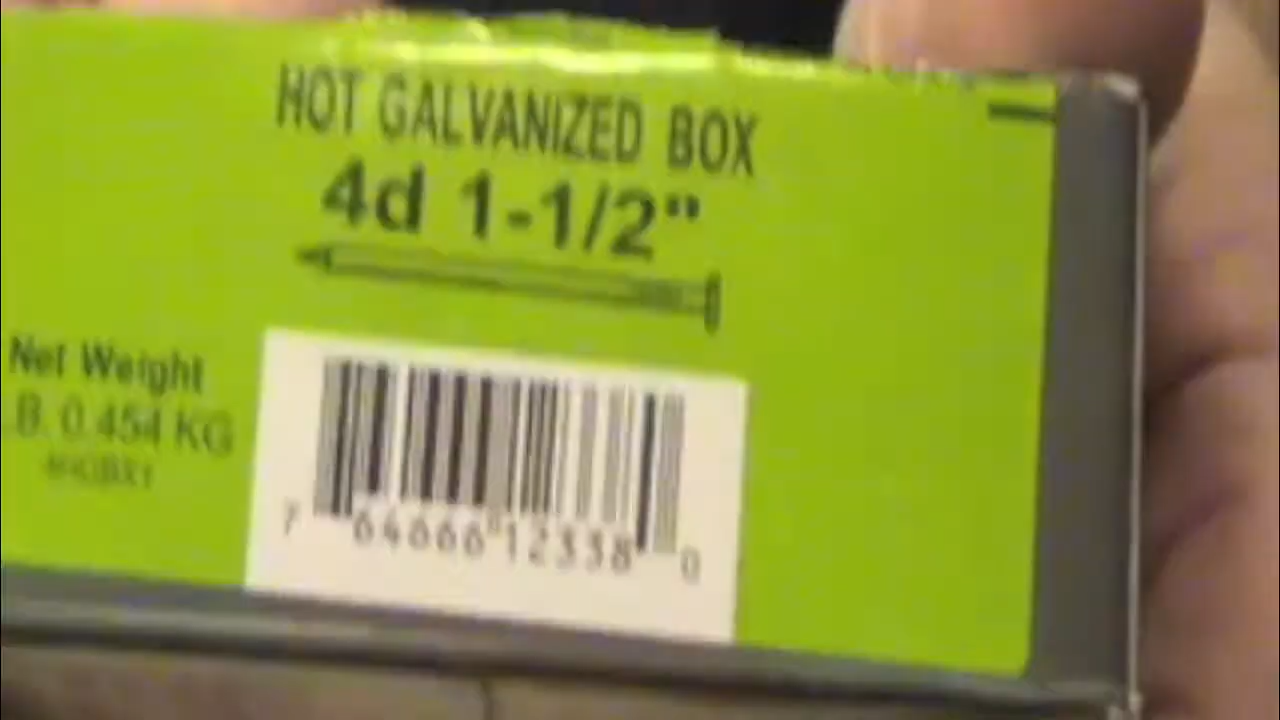 HOT GALVANIZED BOX
4d 1-1/2"
Net Weight
B. 0.454 KG
7 64666 12338 0